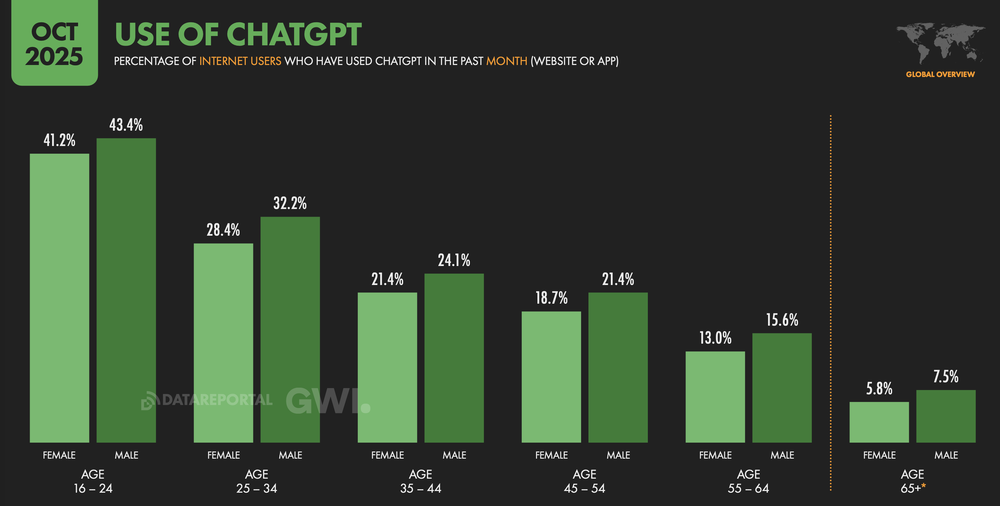 OCT
2025
USE OF CHATGPT
PERCENTAGE OF INTERNET USERS WHO HAVE USED CHATGPT IN THE PAST MONTH (WEBSITE OR APP)
GLOBAL OVERVIEW
41.2%
43.4%
28.4%
32.2%
21.4%
24.1%
18.7%
21.4%
13.0%
15.6%
5.8%
7.5%
DATAREPORTAL
GWI.
FEMALE MALE FEMALE MALE FEMALE MALE FEMALE MALE FEMALE MALE FEMALE MALE
AGE AGE AGE AGE AGE AGE
16 – 24 25 – 34 35 – 44 45 – 54 55 – 64 65+*